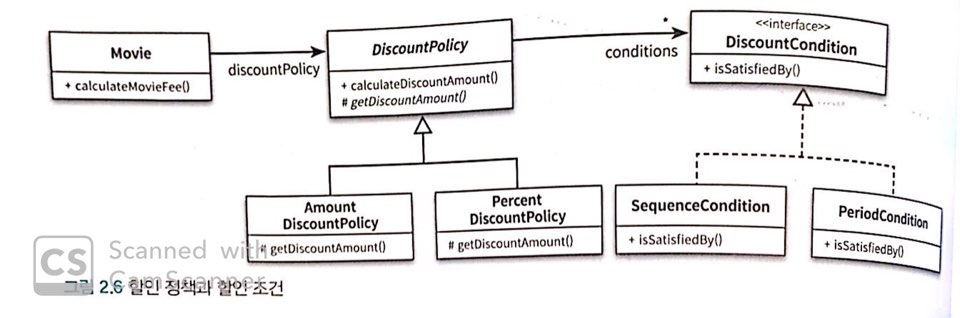 Movie
+ calculateMovieFee()
discountPolicy
DiscountPolicy
+ calculateDiscountAmount()
# getDiscountAmount()
*
conditions
<<interface>>
DiscountCondition
+ isSatisfiedBy()
Amount
DiscountPolicy
# getDiscountAmount()
Percent
DiscountPolicy
# getDiscountAmount()
SequenceCondition
+ isSatisfiedBy()
PeriodCondition
+ isSatisfiedBy()
CS
Scanned with
CamScanner
그림 2.6 할인 정책과 할인 조건